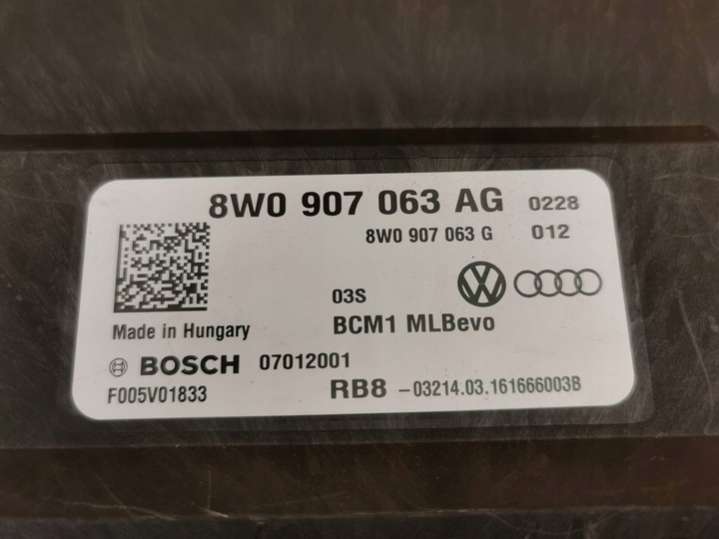 8W0 907 063 AG 0228
8W0 907 063 G 012
03S
Made in Hungary BCM1 MLBevo
BOSCH 07012001
F005V01833 RB8 -03214.03.161666003B